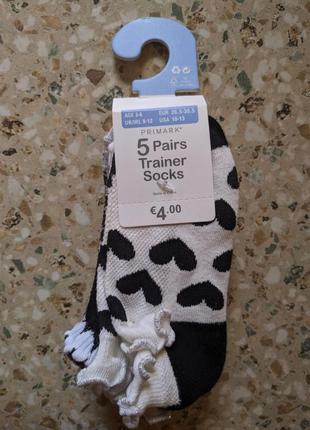 AGE 3-6 EUR 26.5-30.5
UK/IRL 9-12 USA 10-13
PRIMARK®
5 Pairs
Trainer
Socks
€4.00